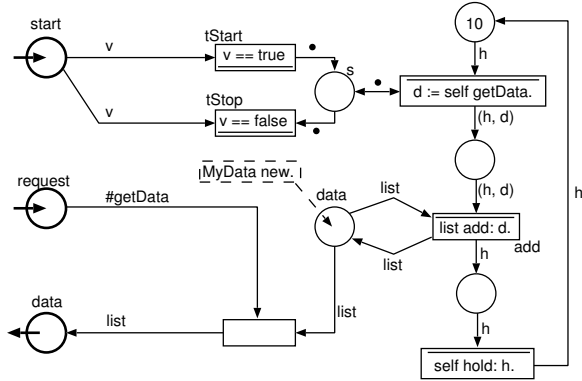 start
v
tStart
v == true
s
10
h
tStop
v == false
v
d := self getData.
(h, d)
MyData new.
request
#getData
data
list
(h, d)
h
list add: d.
add
list
h
data
list
list
h
self hold: h.